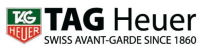 TAG HEUER
TAG Heuer
SWISS AVANT-GARDE SINCE 1860